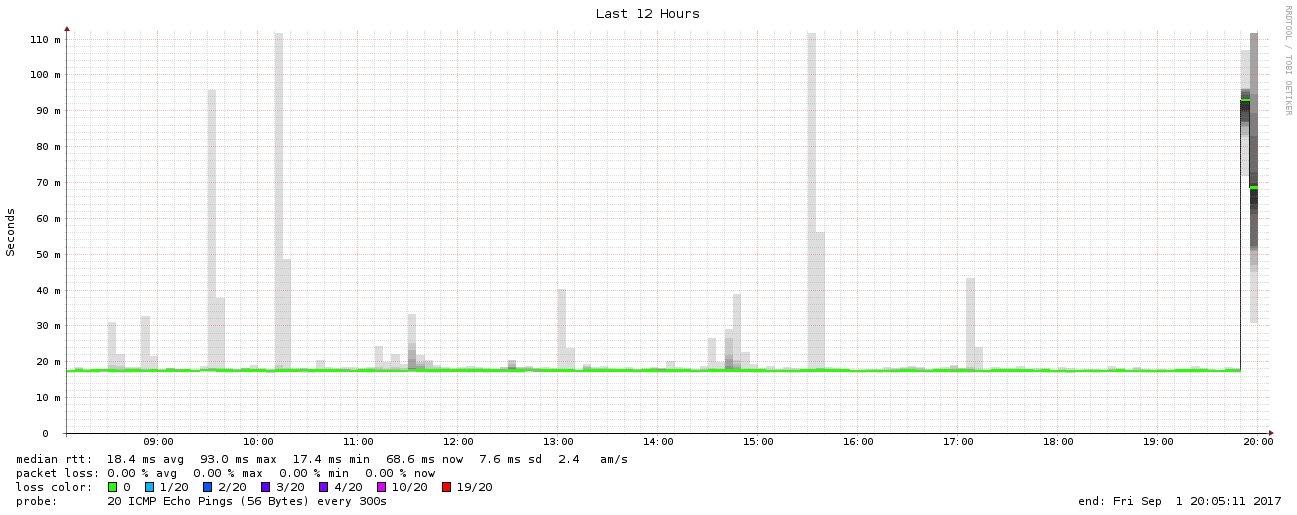 Last 12 Hours
RRDTOOL / TOBI OETIKER
Seconds
110 m
100 m
90 m
80 m
70 m
60 m
50 m
40 m
30 m
20 m
10 m
0
09:00 10:00 11:00 12:00 13:00 14:00 15:00 16:00 17:00 18:00 19:00 20:00
median rtt: 18.4 ms avg 93.0 ms max 17.4 ms min 68.6 ms now 7.6 ms sd 2.4 am/s
packet loss: 0.00 % avg 0.00 % max 0.00 % min 0.00 % now
loss color: 0 1/20 2/20 3/20 4/20 10/20 19/20
probe: 20 ICMP Echo Pings (56 Bytes) every 300s end: Fri Sep 1 20:05:11 2017